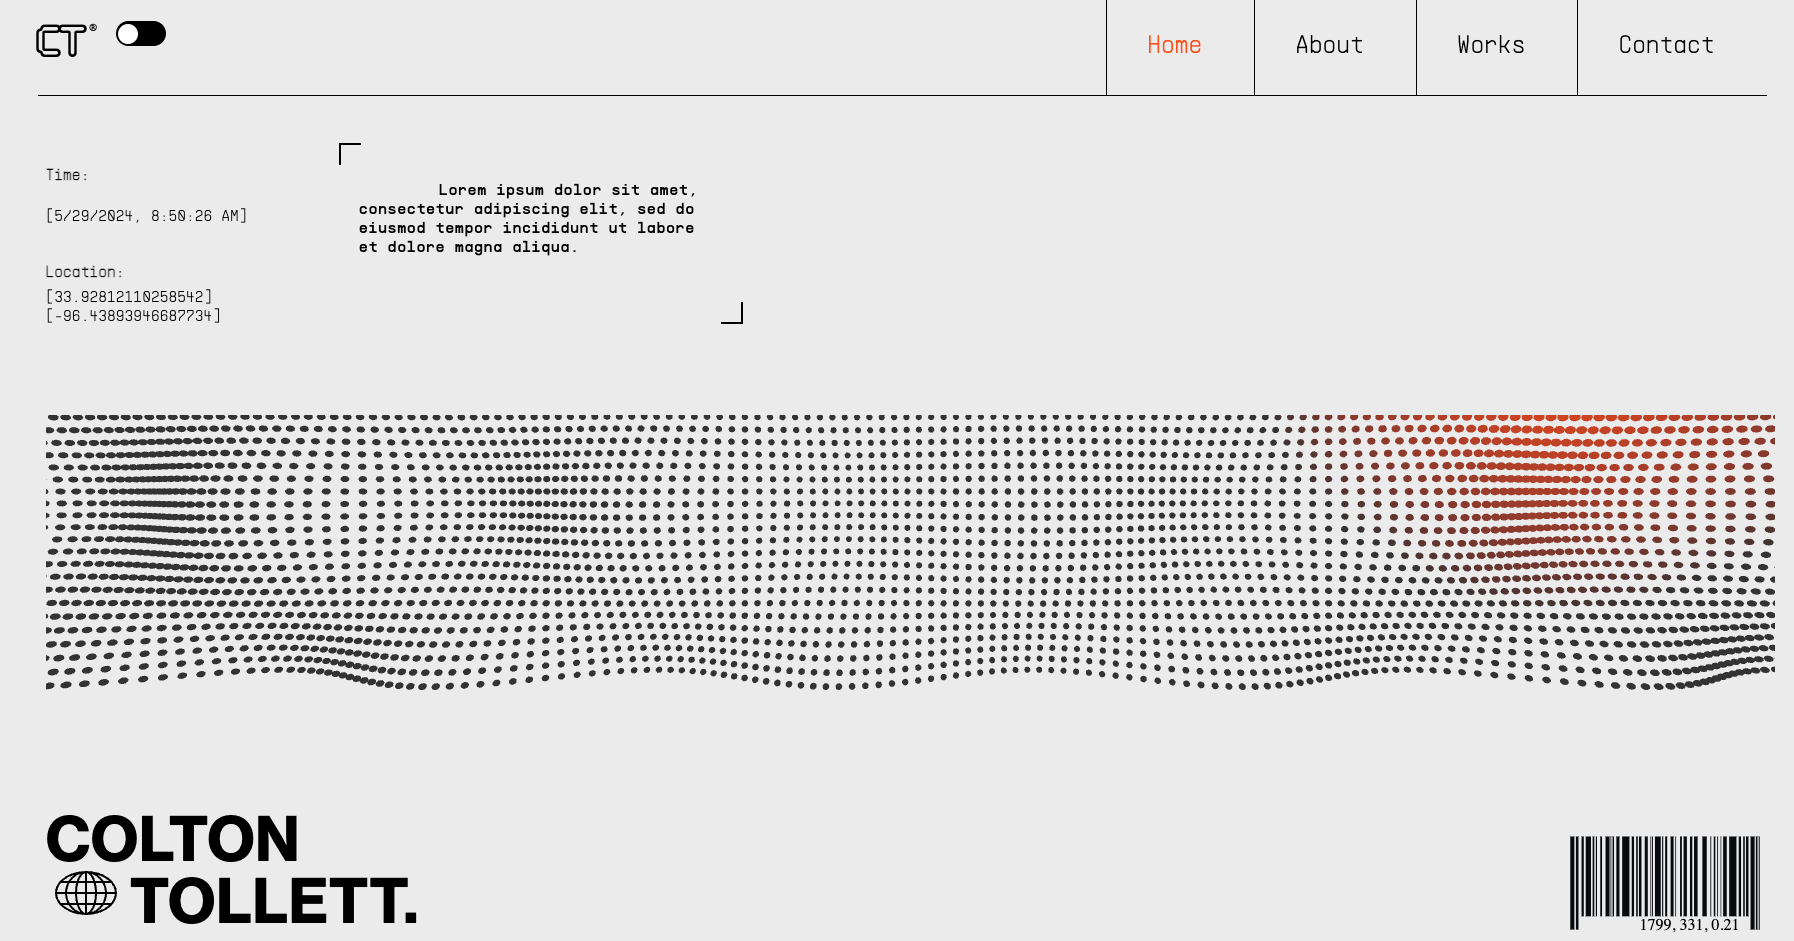 CT®
Home
About
Works
Contact
Time:
[5/29/2024, 8:50:26 AM]
Location:
[33.92812110258542]
[-96.43893946687734]
Lorem ipsum dolor sit amet,
consectetur adipiscing elit, sed do
eiusmod tempor incididunt ut labore
et dolore magna aliqua.
COLTON
TOLLETT.
1799, 331, 0.21